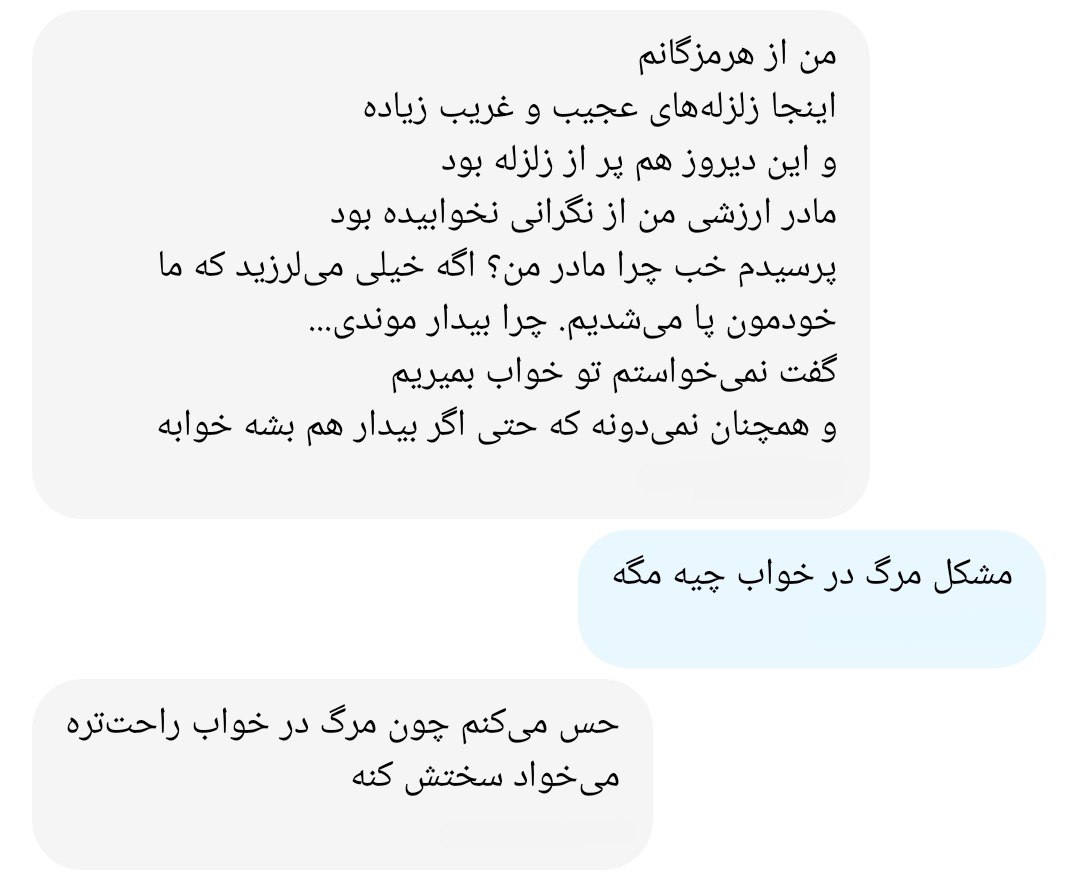 من از هرمزگانم
اینجا زلزله‌های عجیب و غریب زیاده
و این دیروز هم پر از زلزله بود
مادر ارزشی من از نگرانی نخوابیده بود
پرسیدم خب چرا مادر من؟ اگه خیلی می‌لرزید که ما
خودمون پا می‌شدیم. چرا بیدار موندی...
گفت نمی‌خواستم تو خواب بمیریم
و همچنان نمی‌دونه که حتی اگر بیدار هم بشه خوابه
مشکل مرگ در خواب چیه مگه
حس می‌کنم چون مرگ در خواب راحت‌تره
می‌خواد سختش کنه